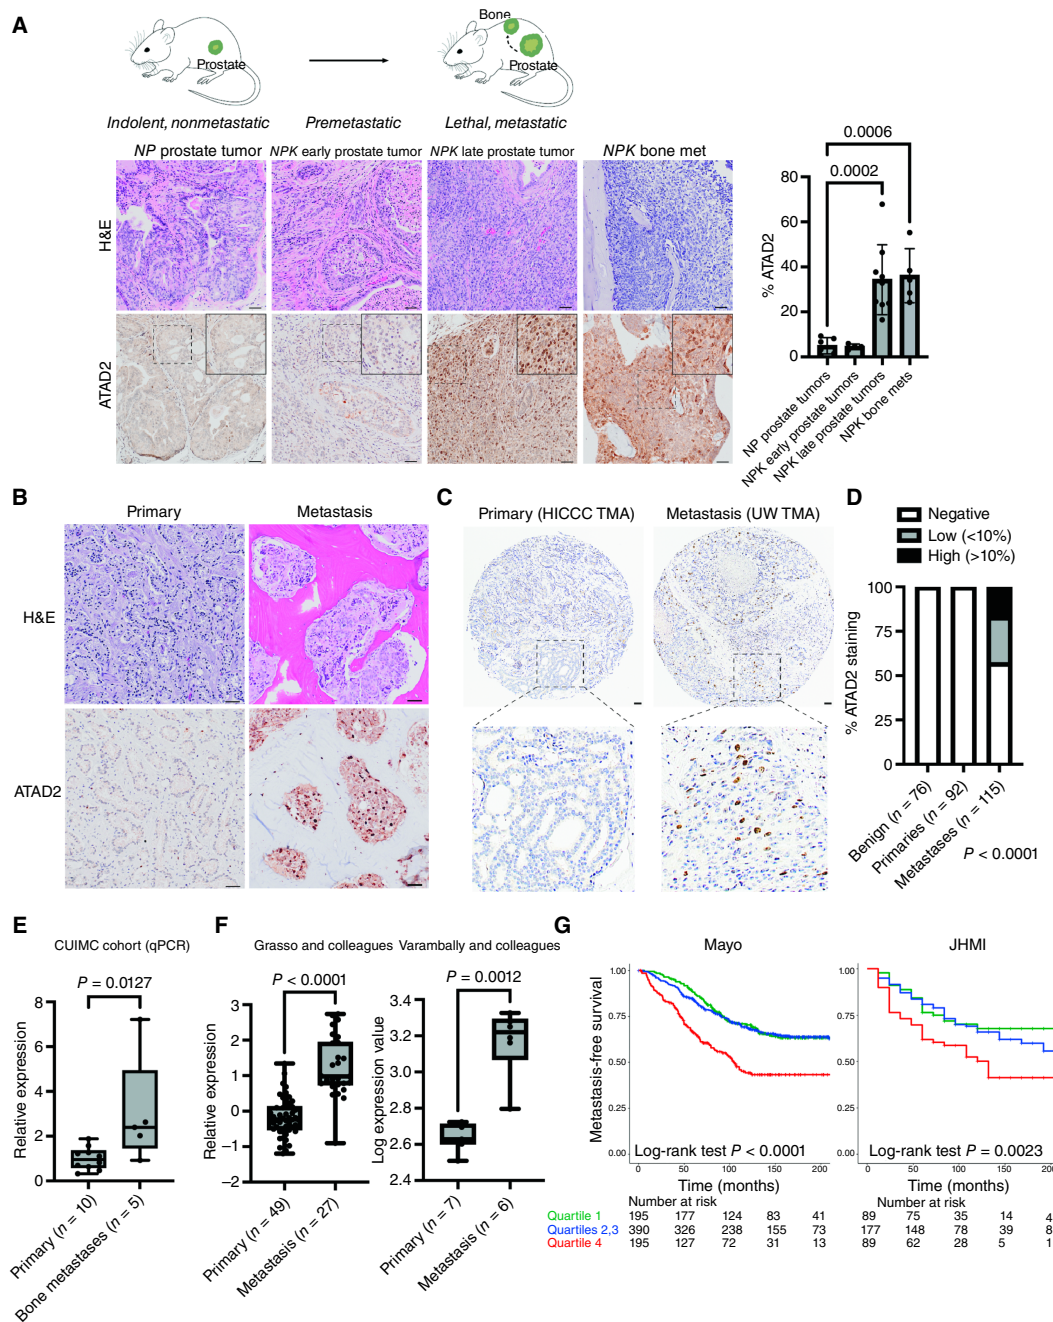 A
Bone
Prostate
Prostate
Indolent, nonmetastatic
Premetastatic
Lethal, metastatic
NP prostate tumor
NPK early prostate tumor
NPK late prostate tumor
NPK bone met
H&E
ATAD2
0.0006
0.0002
80
60
40
20
0
% ATAD2
NP prostate tumors
NPK early prostate tumors
NPK late prostate tumors
NPK bone mets
B
Primary
Metastasis
H&E
ATAD2
C
Primary (HICCC TMA)
Metastasis (UW TMA)
D
Negative
Low (<10%)
High (>10%)
100
75
50
25
0
% ATAD2 staining
Benign (n = 76)
Primaries (n = 92)
Metastases (n = 115)
P < 0.0001
E
CUIMC cohort (qPCR)
P = 0.0127
8
6
4
2
0
Relative expression
Primary (n = 10)
Bone metastases (n = 5)
F
Grasso and colleagues
P < 0.0001
3
2
1
0
−1
−2
Relative expression
Primary (n = 49)
Metastasis (n = 27)
Varambally and colleagues
P = 0.0012
3.4
3.2
3.0
2.8
2.6
2.4
Log expression value
Primary (n = 7)
Metastasis (n = 6)
G
Mayo
1.00
0.75
0.50
0.25
0.00
Metastasis-free survival
Log-rank test P < 0.0001
0 50 100 150 200
Time (months)
JHMI
1.00
0.75
0.50
0.25
0.00
Log-rank test P = 0.0023
0 50 100 150 200
Time (months)
Number at risk
Number at risk
Quartile 1 195 177 124 83 41 89 75 35 14 4
Quartiles 2,3 390 326 238 155 73 177 148 78 39 8
Quartile 4 195 127 72 31 13 89 62 28 5 1